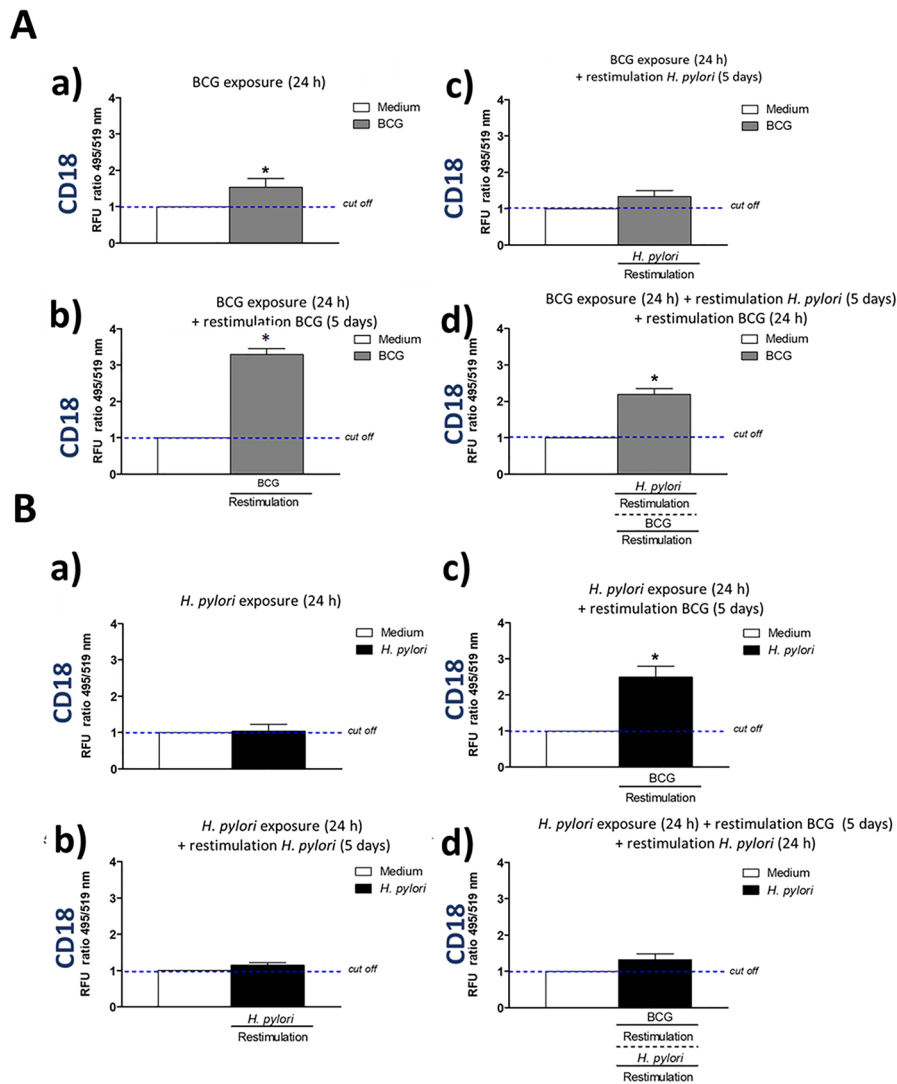 A
a)
BCG exposure (24 h)
CD18
RFU ratio 495/519 nm
4
3
2
1
0
*
cut off
Medium
BCG
c)
BCG exposure (24 h)
+ restimulation H. pylori (5 days)
CD18
RFU ratio 495/519 nm
4
3
2
1
0
cut off
Medium
BCG
H. pylori
Restimulation
b)
BCG exposure (24 h)
+ restimulation BCG (5 days)
CD18
RFU ratio 495/519 nm
4
3
2
1
0
*
cut off
Medium
BCG
BCG
Restimulation
d)
BCG exposure (24 h) + restimulation H. pylori (5 days)
+ restimulation BCG (24 h)
CD18
RFU ratio 495/519 nm
4
3
2
1
0
*
cut off
Medium
BCG
H. pylori
Restimulation
BCG
Restimulation
B
a)
H. pylori exposure (24 h)
CD18
RFU ratio 495/519 nm
4
3
2
1
0
cut off
Medium
H. pylori
c)
H. pylori exposure (24 h)
+ restimulation BCG (5 days)
CD18
RFU ratio 495/519 nm
4
3
2
1
0
*
cut off
Medium
H. pylori
BCG
Restimulation
b)
H. pylori exposure (24 h)
+ restimulation H. pylori (5 days)
CD18
RFU ratio 495/519 nm
4
3
2
1
0
cut off
Medium
H. pylori
H. pylori
Restimulation
d)
H. pylori exposure (24 h) + restimulation BCG (5 days)
+ restimulation H. pylori (24 h)
CD18
RFU ratio 495/519 nm
4
3
2
1
0
cut off
Medium
H. pylori
BCG
Restimulation
H. pylori
Restimulation